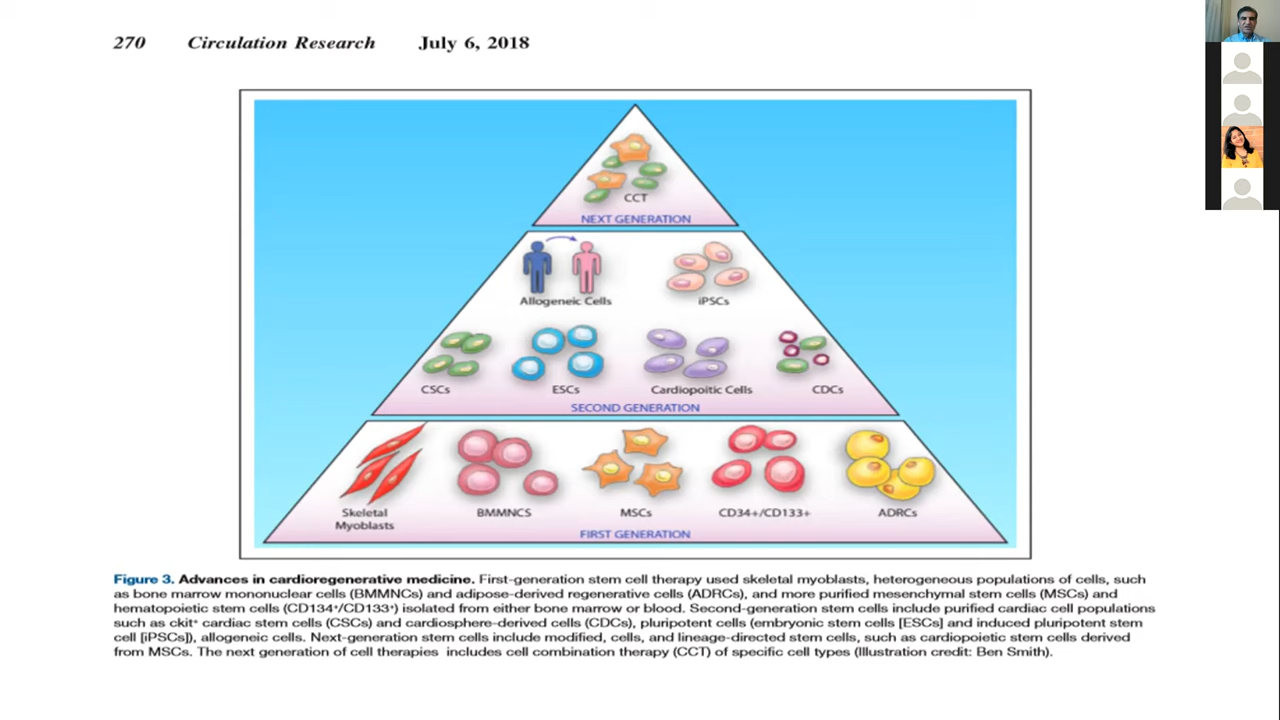 270 Circulation Research July 6, 2018
CCT
NEXT GENERATION
Allogeneic Cells iPSCs
CSCs ESCs Cardiopoitic Cells CDCs
SECOND GENERATION
Skeletal
Myoblasts BMMNCS MSCs CD34+/CD133+ ADRCs
FIRST GENERATION
Figure 3. Advances in cardioregenerative medicine. First-generation stem cell therapy used skeletal myoblasts, heterogeneous populations of cells, such
as bone marrow mononuclear cells (BMMNCs) and adipose-derived regenerative cells (ADRCs), and more purified mesenchymal stem cells (MSCs) and
hematopoietic stem cells (CD134⁺/CD133⁺) isolated from either bone marrow or blood. Second-generation stem cells include purified cardiac cell populations
such as ckit⁺ cardiac stem cells (CSCs) and cardiosphere-derived cells (CDCs), pluripotent cells (embryonic stem cells [ESCs] and induced pluripotent stem
cell [iPSCs]), allogeneic cells. Next-generation stem cells include modified, cells, and lineage-directed stem cells, such as cardiopoietic stem cells derived
from MSCs. The next generation of cell therapies includes cell combination therapy (CCT) of specific cell types (Illustration credit: Ben Smith).